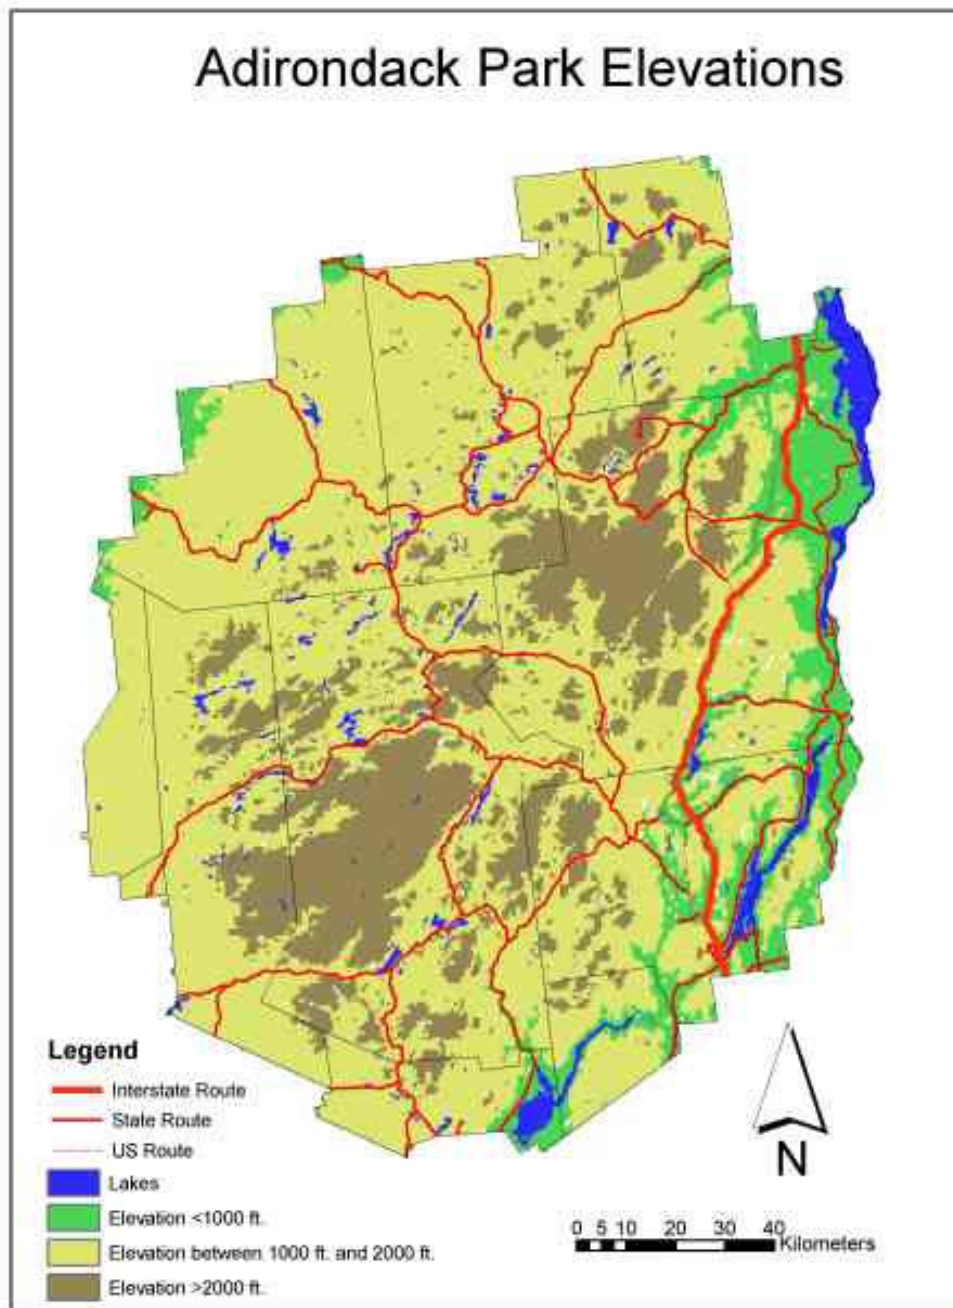 Adirondack Park Elevations
Legend
Interstate Route
State Route
US Route
Lakes
Elevation <1000 ft.
Elevation between 1000 ft. and 2000 ft.
Elevation >2000 ft.
N
0 5 10 20 30 40
Kilometers